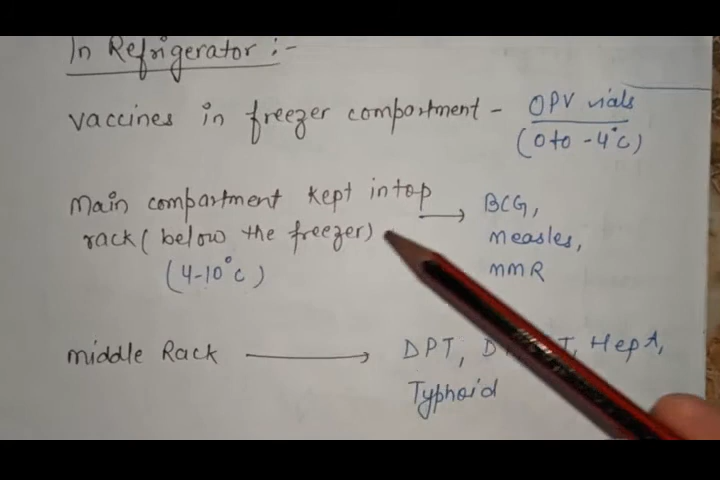 In Refrigerator :-
vaccines in freezer compartment - OPV vials
(0 to -4°C)
Main compartment kept in top
rack (below the freezer) → BCG,
Measles,
(4-10°C) MMR
Middle Rack → DPT, T, Hep A,
Typhoid